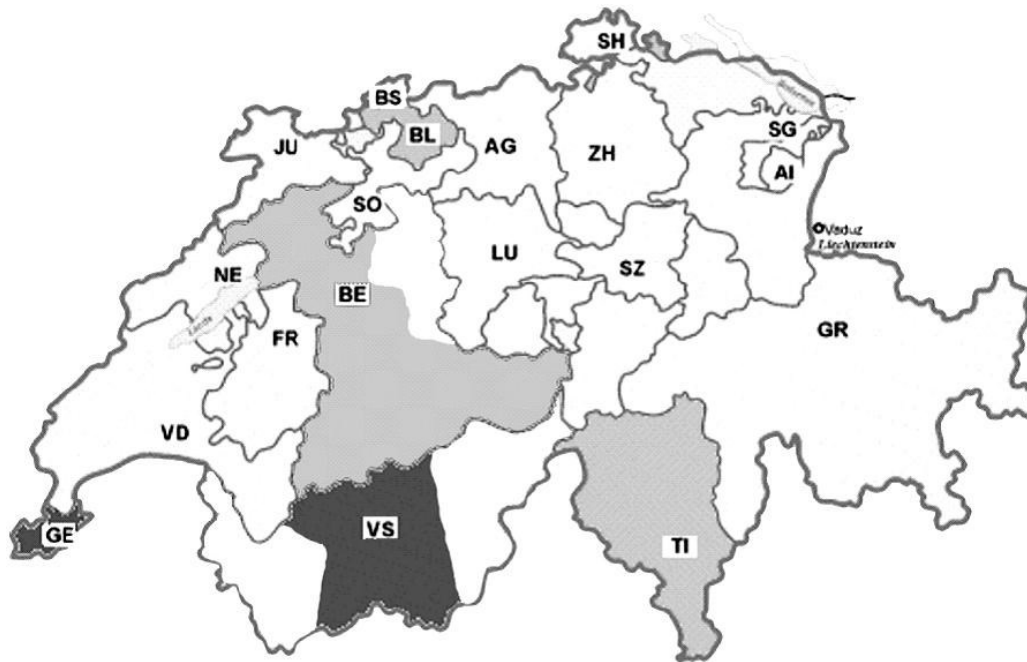 SH
BS
BL
JU
AG
ZH
SG
AI
SO
Vaduz
Liechtenstein
NE
BE
LU
SZ
FR
GR
VD
GE
VS
TI